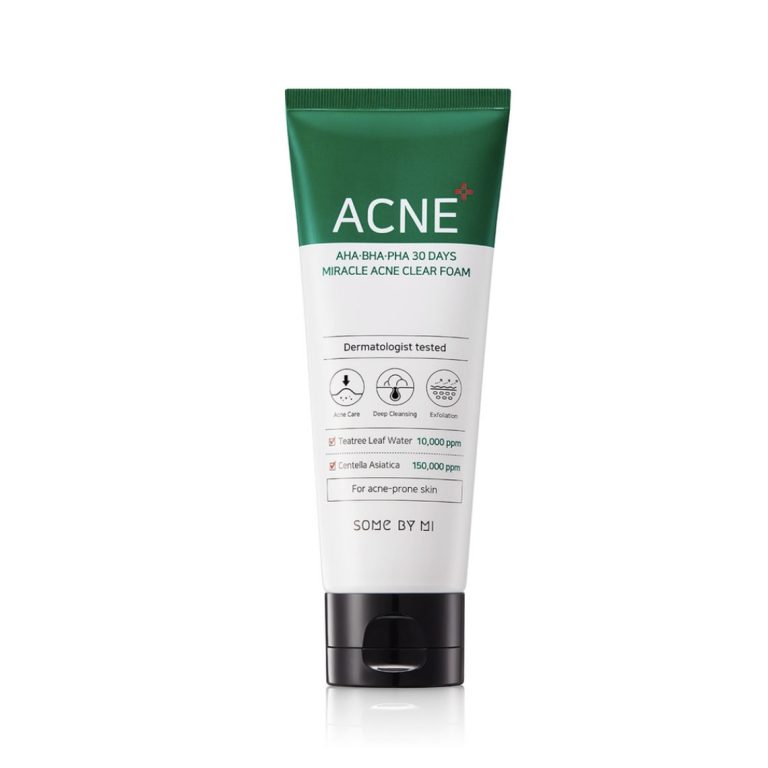 ACNE
AHA·BHA·PHA 30 DAYS
MIRACLE ACNE CLEAR FOAM
Dermatologist tested
Acne Care Deep Cleansing Exfoliation
Teatree Leaf Water 10,000 ppm
Centella Asiatica 150,000 ppm
For acne-prone skin
SOME BY MI